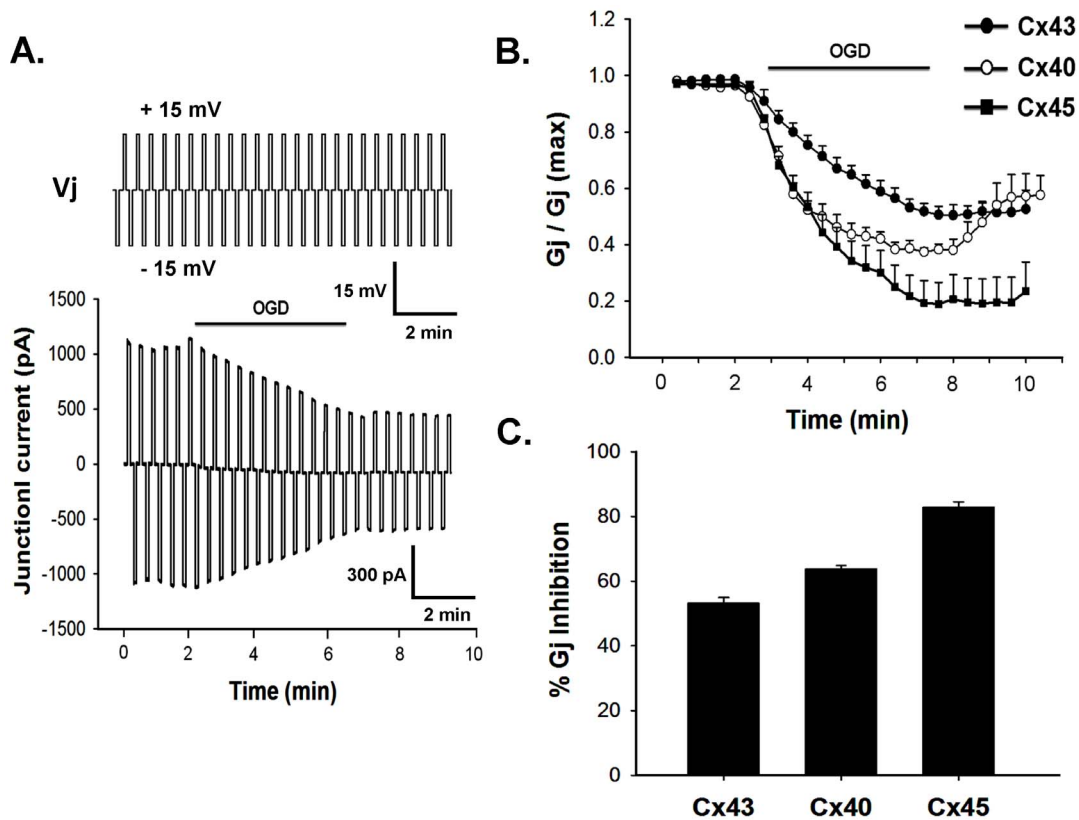 A.
+ 15 mV
Vj
- 15 mV
15 mV
2 min
1500
1000
500
0
-500
-1000
-1500
Junctionl current (pA)
OGD
300 pA
2 min
0 2 4 6 8 10
Time (min)
B.
Cx43
Cx40
Cx45
OGD
1.2
1.0
0.8
0.6
0.4
0.2
0.0
Gj / Gj (max)
0 2 4 6 8 10
Time (min)
C.
100
80
60
40
20
0
% Gj Inhibition
Cx43 Cx40 Cx45